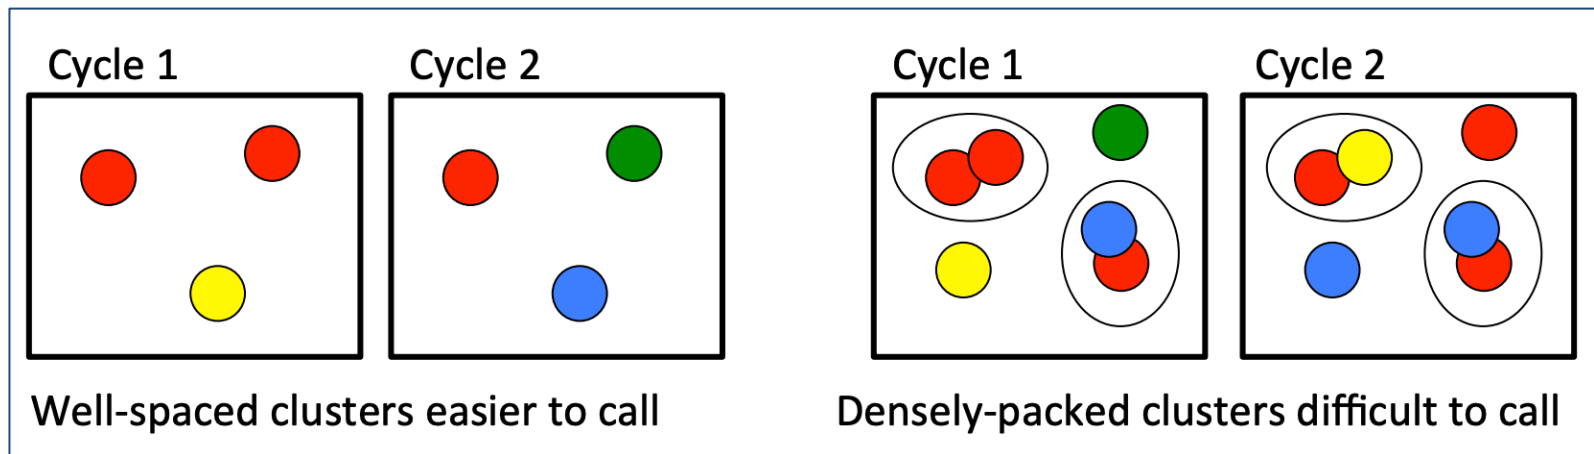 Cycle 1
Cycle 2
Cycle 1
Cycle 2
Well-spaced clusters easier to call
Densely-packed clusters difficult to call